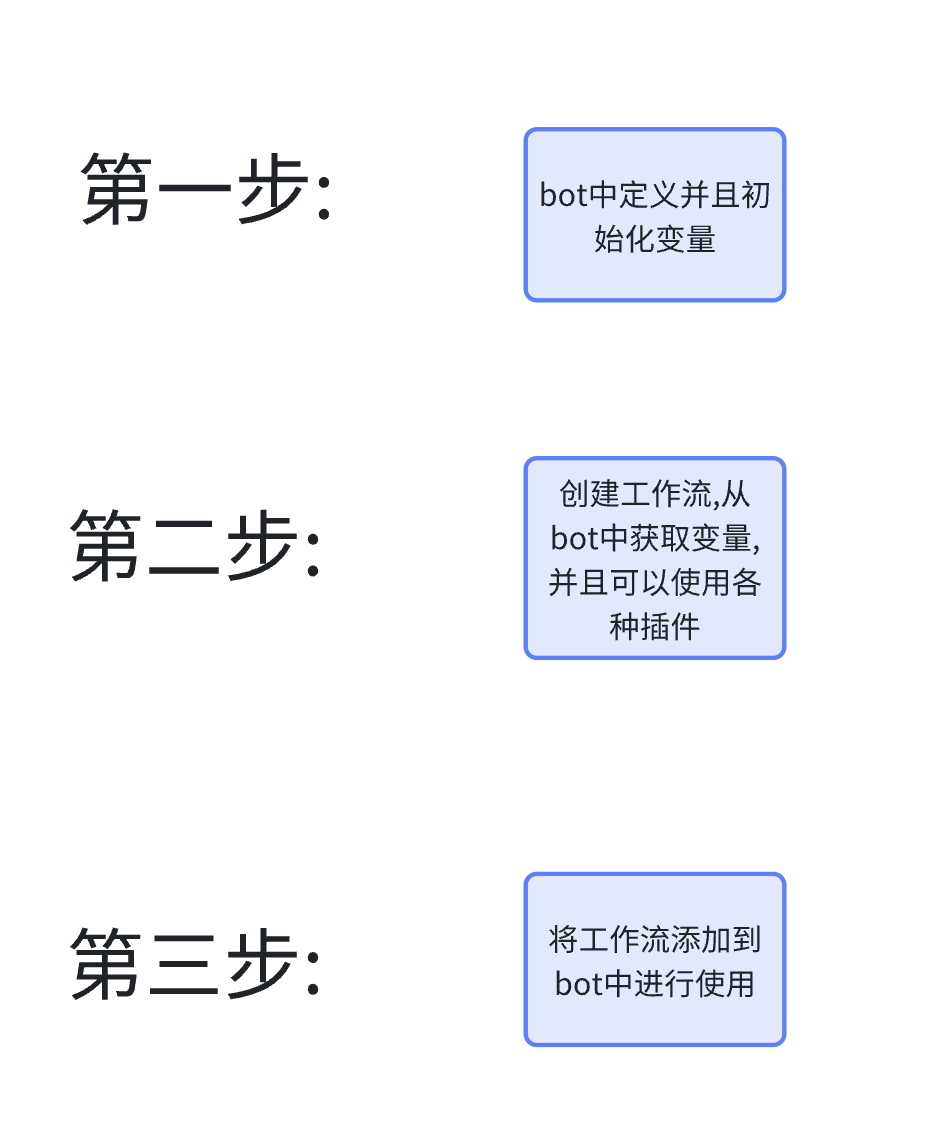 第一步:
bot中定义并且初
始化变量
第二步:
创建工作流,从
bot中获取变量,
并且可以使用各
种插件
第三步:
将工作流添加到
bot中进行使用